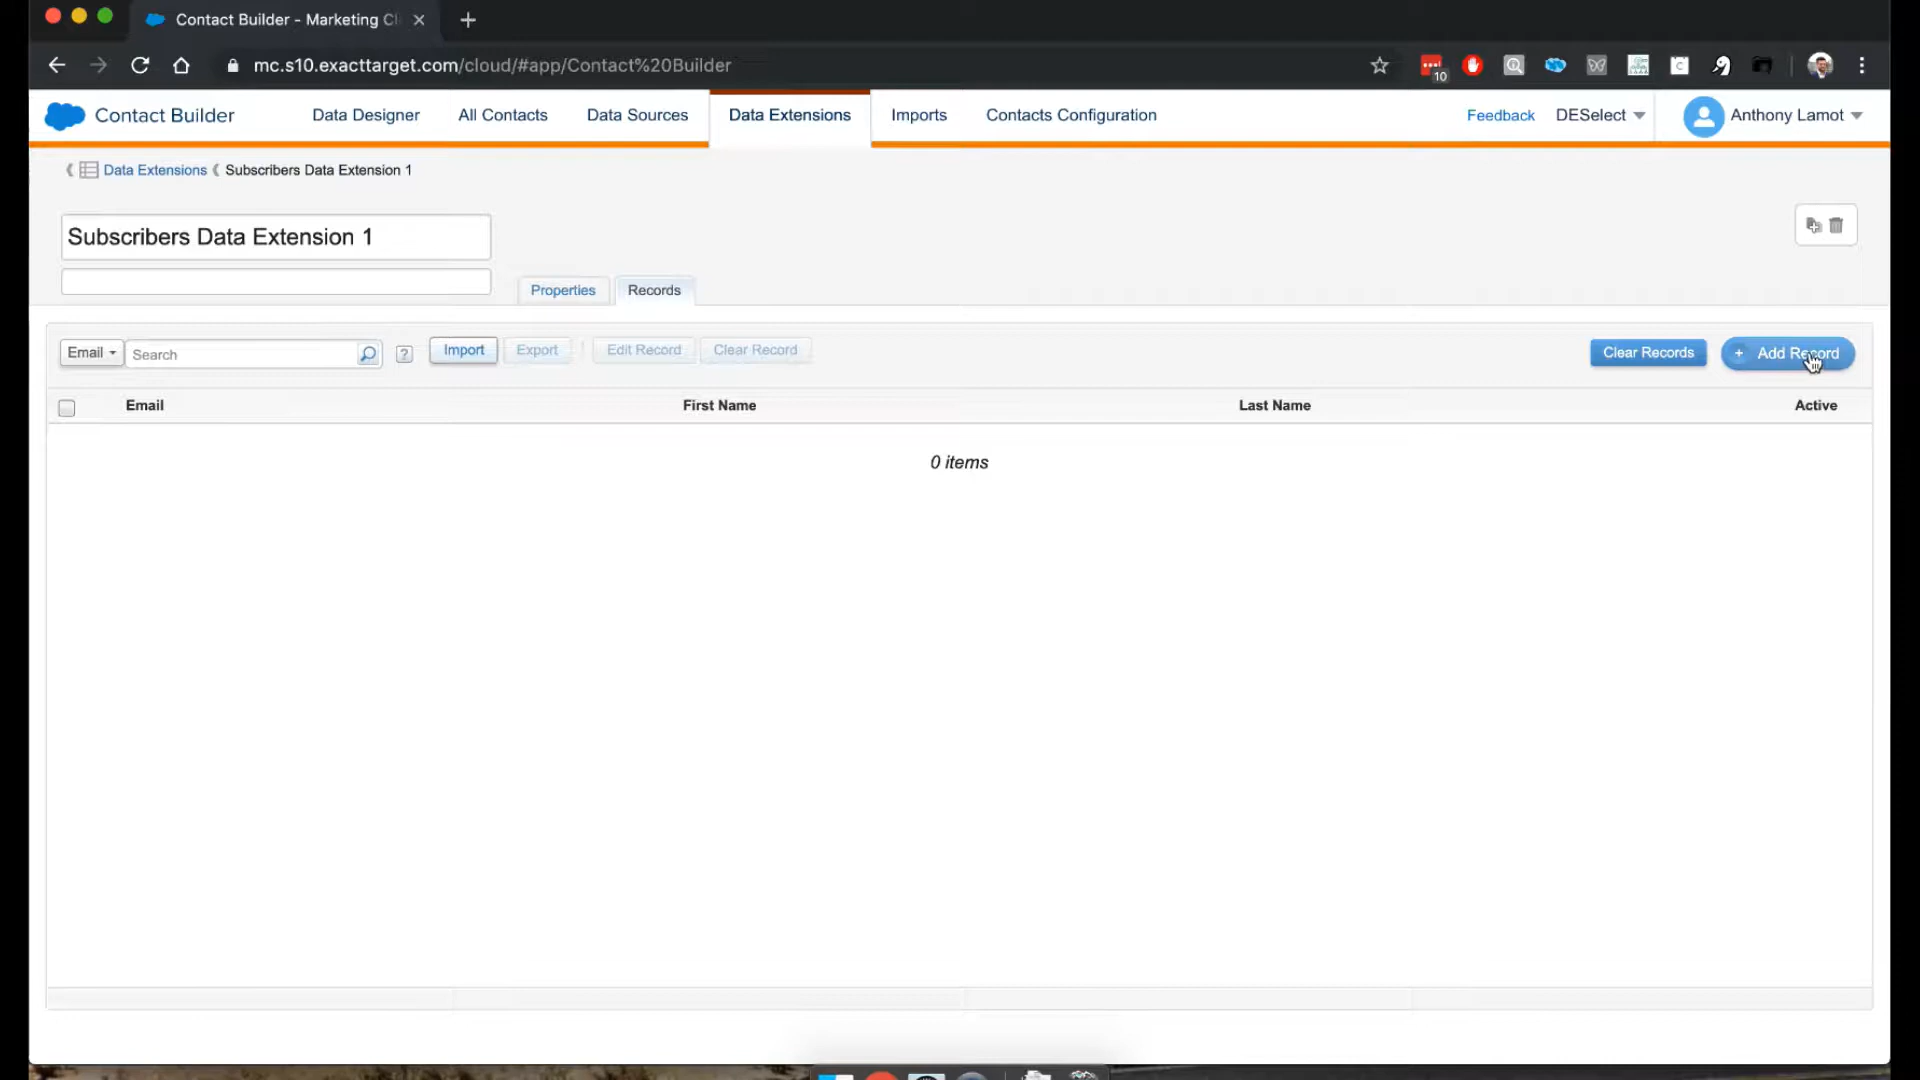 Contact Builder - Marketing Cl
mc.s10.exacttarget.com/cloud/#app/Contact%20Builder
10
Contact Builder
Data Designer
All Contacts
Data Sources
Data Extensions
Imports
Contacts Configuration
Feedback
DESelect
Anthony Lamot
Data Extensions
Subscribers Data Extension 1
Subscribers Data Extension 1
Properties
Records
Email
Search
?
Import
Export
Edit Record
Clear Record
Clear Records
+ Add Record
Email
First Name
Last Name
Active
0 items